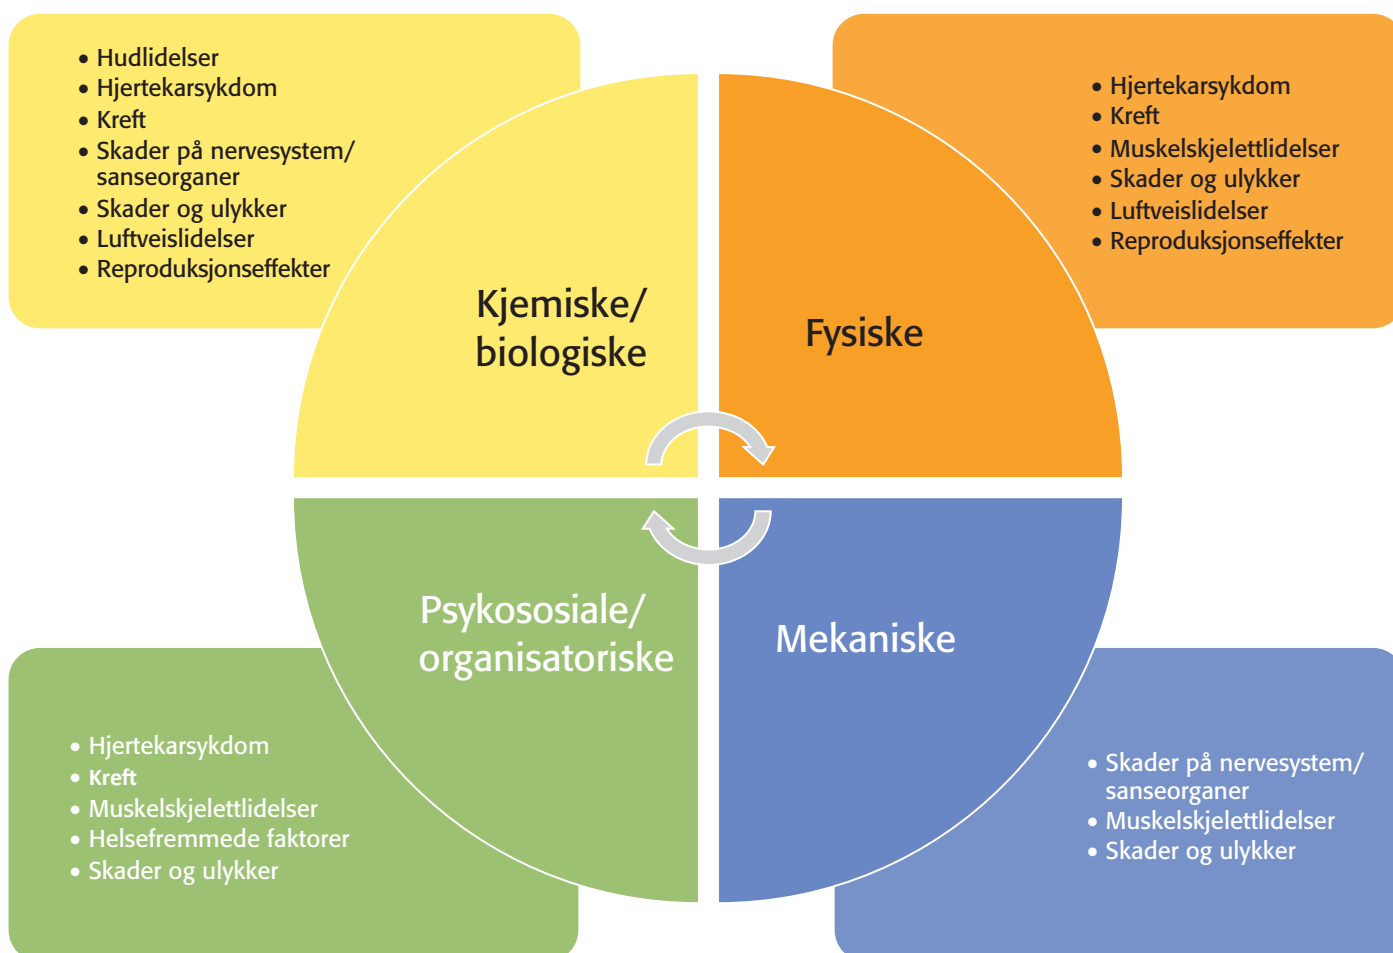 • Hudlidelser
• Hjertekarsykdom
• Kreft
• Skader på nervesystem/
sanseorganer
• Skader og ulykker
• Luftveislidelser
• Reproduksjonseffekter
• Hjertekarsykdom
• Kreft
• Muskelskjelettlidelser
• Skader og ulykker
• Luftveislidelser
• Reproduksjonseffekter
Kjemiske/
biologiske
Fysiske
Psykososiale/
organisatoriske
Mekaniske
• Hjertekarsykdom
• Kreft
• Muskelskjelettlidelser
• Helsefremmede faktorer
• Skader og ulykker
• Skader på nervesystem/
sanseorganer
• Muskelskjelettlidelser
• Skader og ulykker